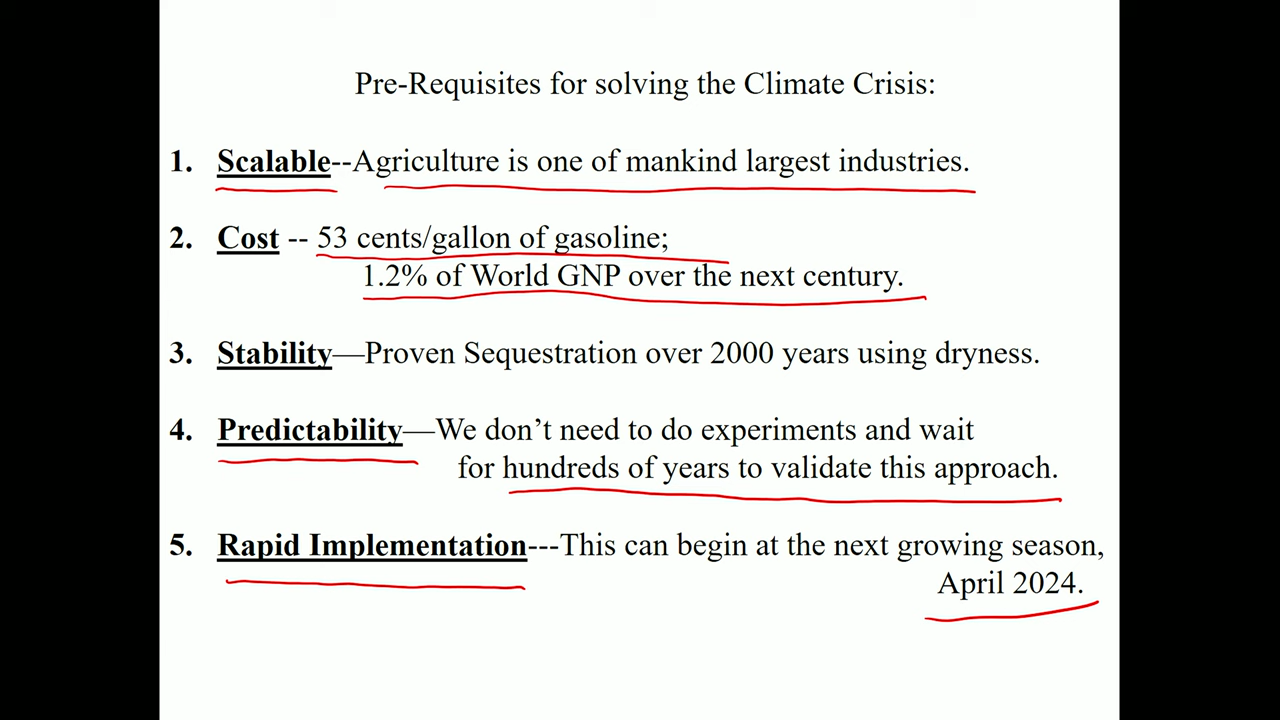 Pre-Requisites for solving the Climate Crisis:
1. Scalable--Agriculture is one of mankind largest industries.
2. Cost -- 53 cents/gallon of gasoline;
1.2% of World GNP over the next century.
3. Stability—Proven Sequestration over 2000 years using dryness.
4. Predictability—We don’t need to do experiments and wait
for hundreds of years to validate this approach.
5. Rapid Implementation---This can begin at the next growing season,
April 2024.